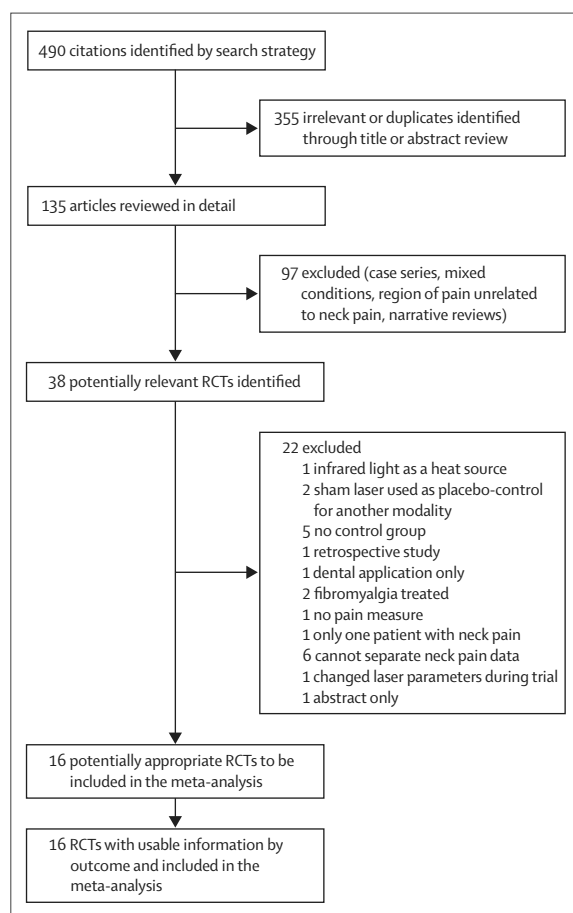 490 citations identified by search strategy
355 irrelevant or duplicates identified
through title or abstract review
135 articles reviewed in detail
97 excluded (case series, mixed
conditions, region of pain unrelated
to neck pain, narrative reviews)
38 potentially relevant RCTs identified
22 excluded
1 infrared light as a heat source
2 sham laser used as placebo-control
for another modality
5 no control group
1 retrospective study
1 dental application only
2 fibromyalgia treated
1 no pain measure
1 only one patient with neck pain
6 cannot separate neck pain data
1 changed laser parameters during trial
1 abstract only
16 potentially appropriate RCTs to be
included in the meta-analysis
16 RCTs with usable information by
outcome and included in the
meta-analysis